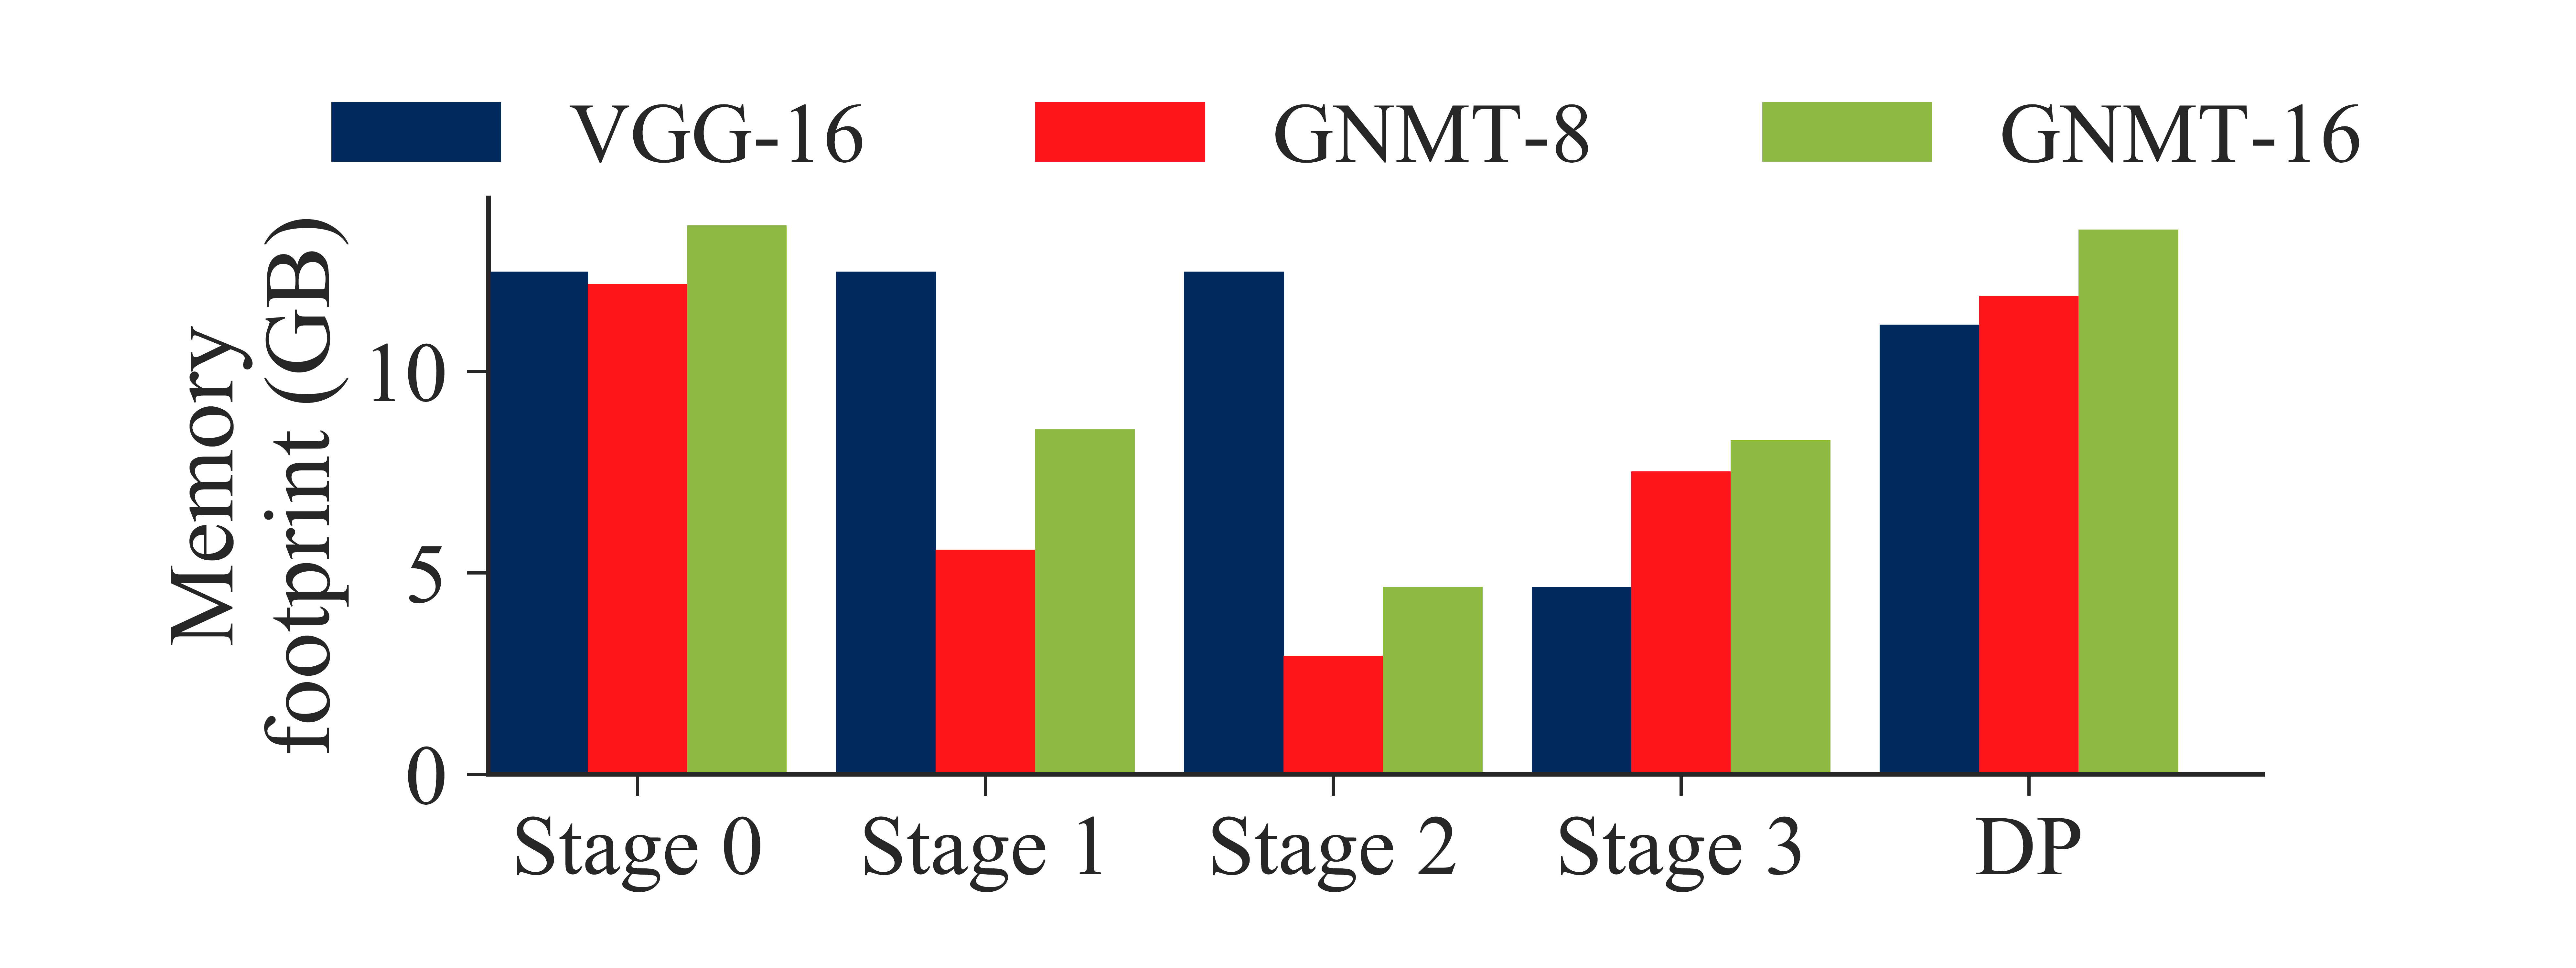 VGG-16 GNMT-8 GNMT-16
Memory
footprint (GB)
10
5
0
Stage 0 Stage 1 Stage 2 Stage 3 DP